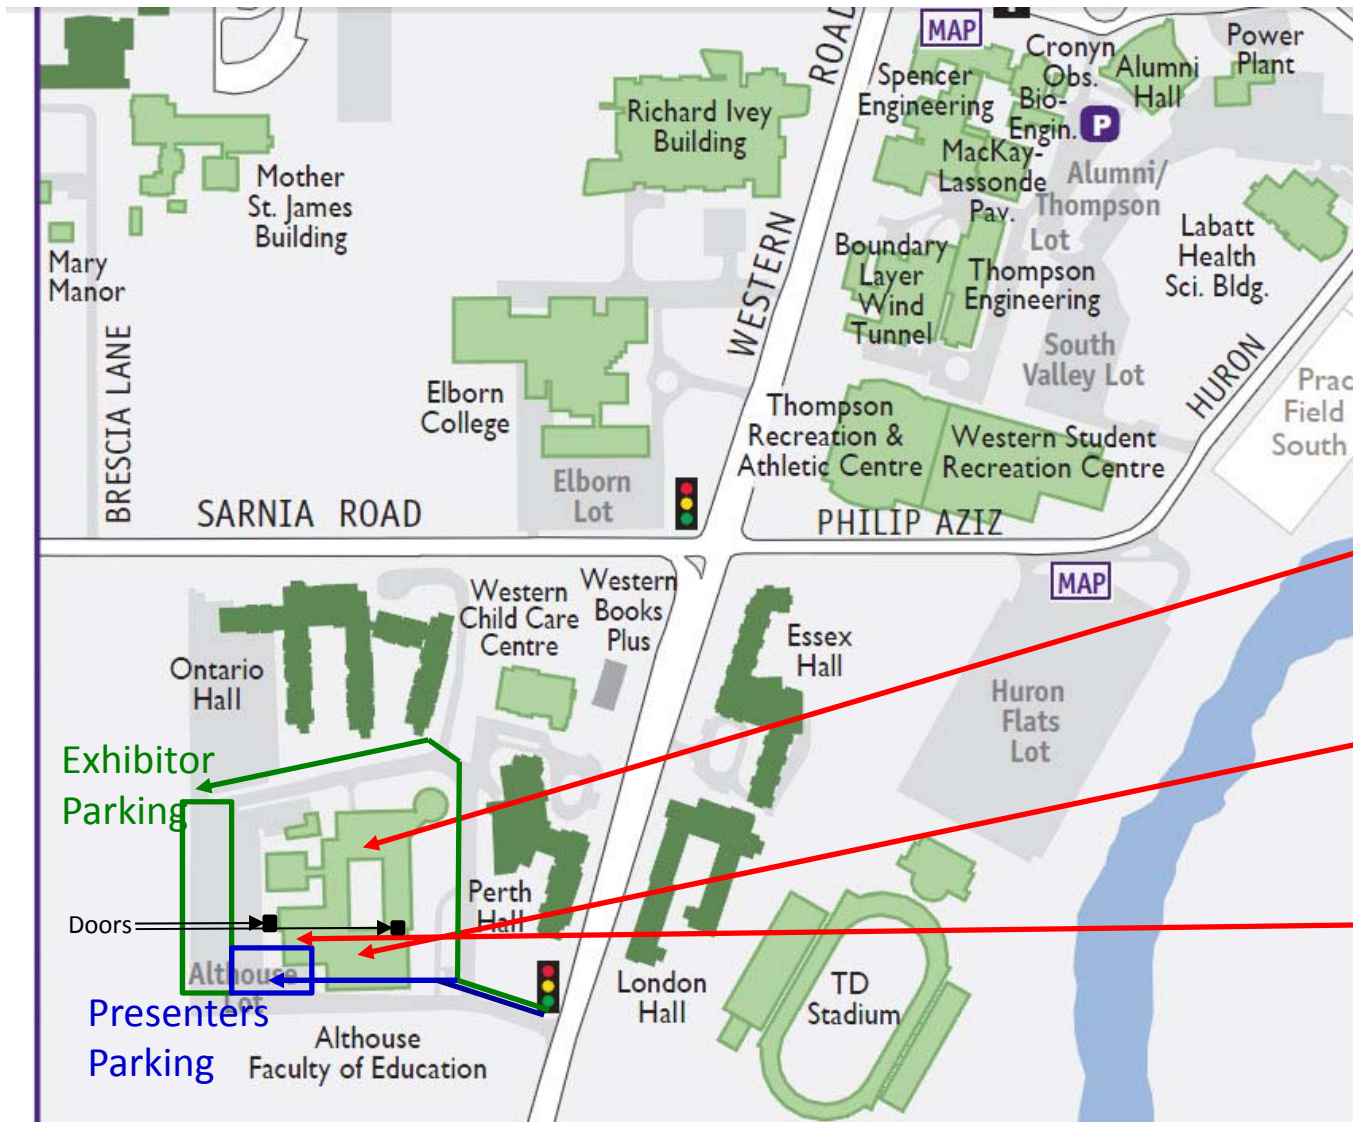 MAP
ROAD
Cronyn
Obs.
Power
Plant
Spencer
Engineering
Alumni
Hall
Bio-
Engin.
P
Richard Ivey
Building
MacKay-
Lassonde
Pav.
Alumni/
Thompson
Lot
Mother
St. James
Building
Labatt
Health
Sci. Bldg.
Mary
Manor
Boundary
Layer
Wind
Tunnel
Thompson
Engineering
WESTERN
South
Valley Lot
HURON
BRESCIA LANE
Elborn
College
Thompson
Recreation &
Athletic Centre
Western Student
Recreation Centre
Prac
Field
South
Elborn
Lot
SARNIA ROAD
PHILIP AZIZ
MAP
Western
Child Care
Centre
Western
Books
Plus
Essex
Hall
Ontario
Hall
Huron
Flats
Lot
Exhibitor
Parking
Perth
Hall
Doors
Althouse
Lot
London
Hall
TD
Stadium
Presenters
Parking
Althouse
Faculty of Education